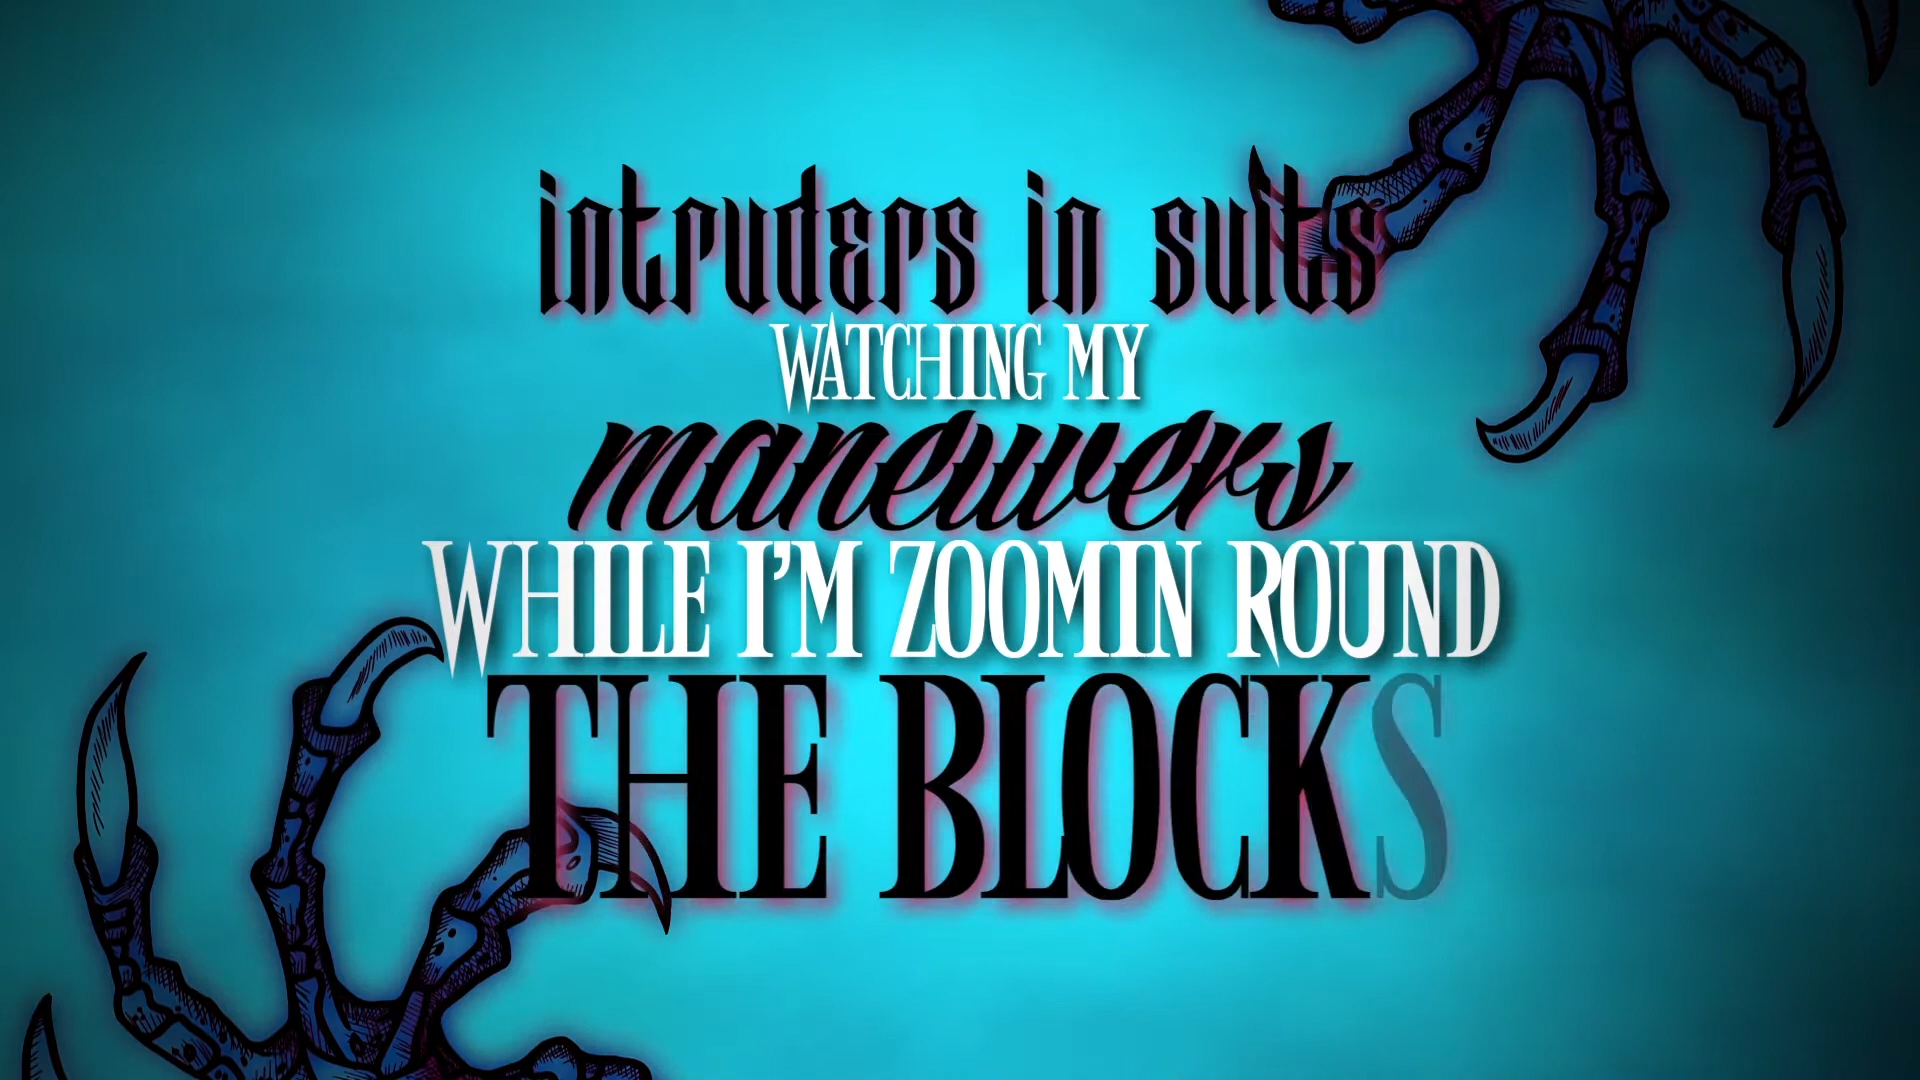 intruders in suits
WATCHING MY
maneuvers
WHILE I'M ZOOMIN ROUND
THE BLOCKS